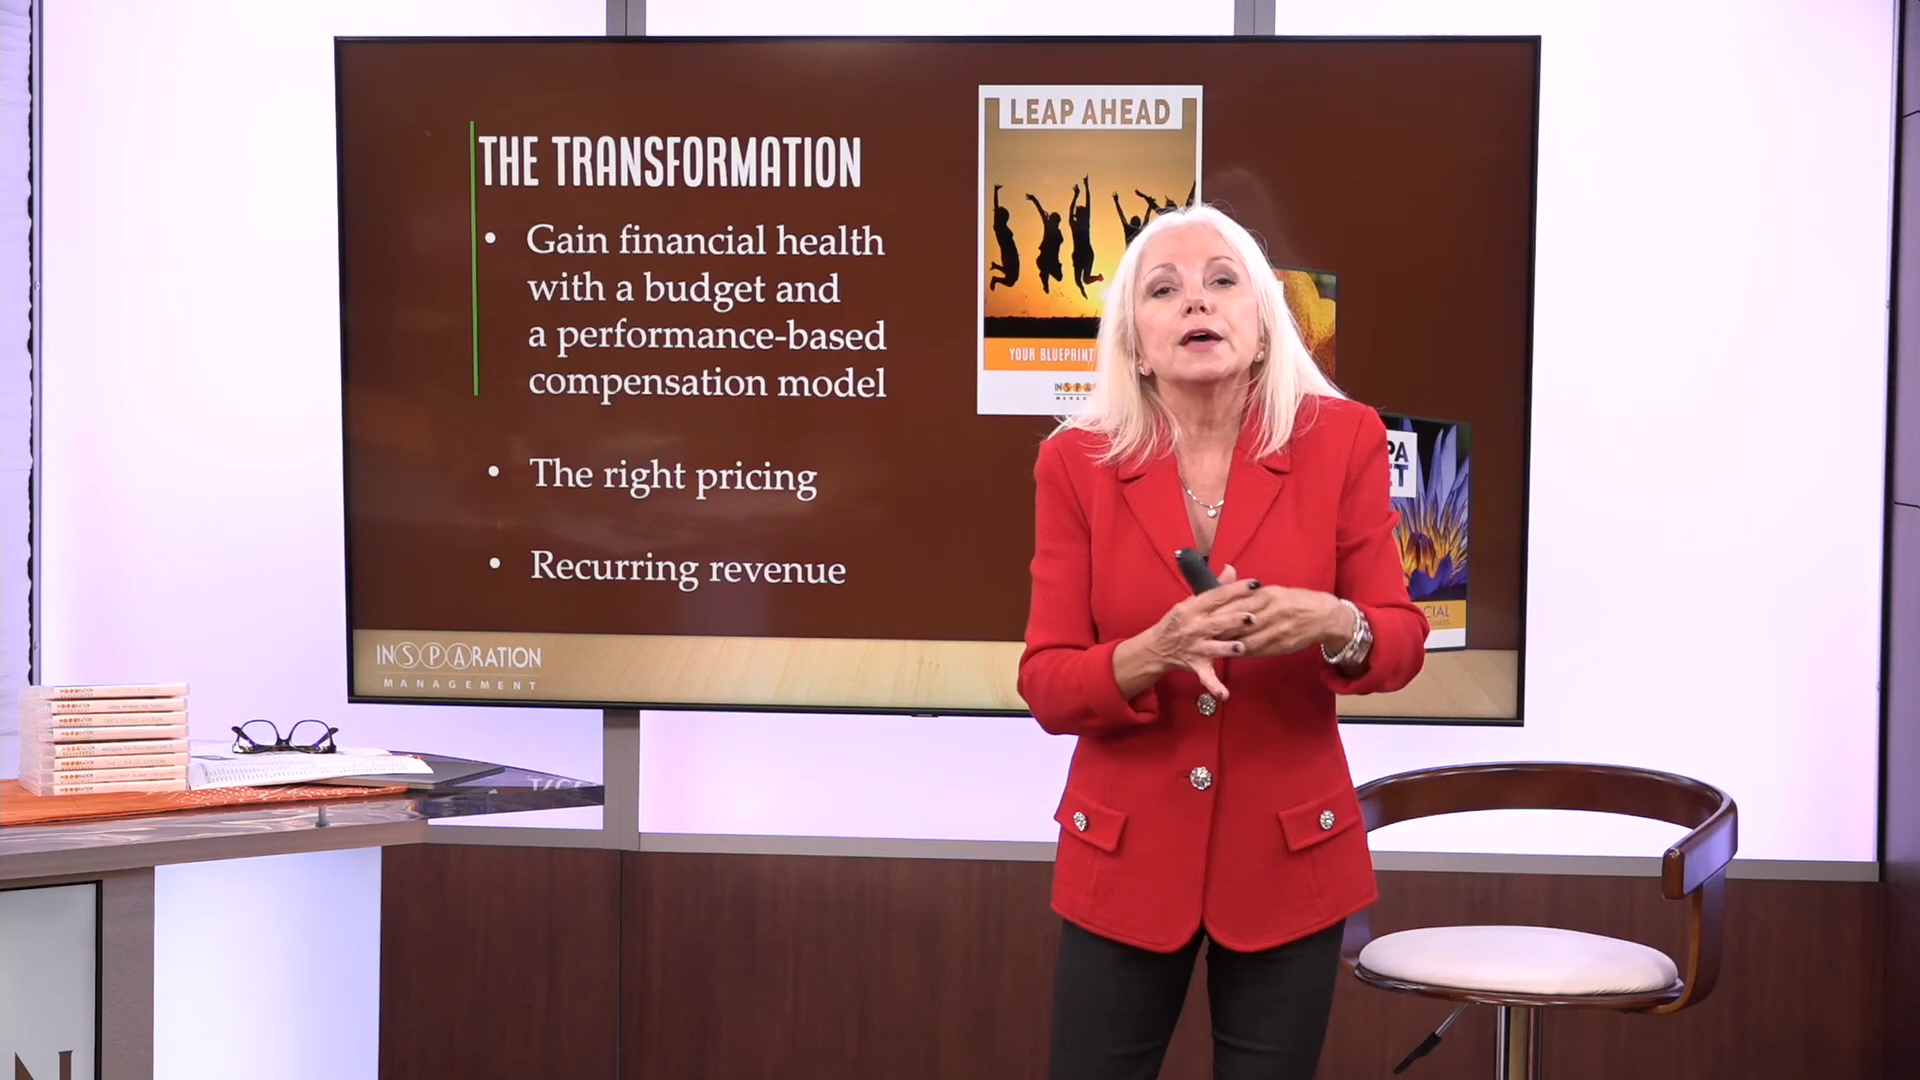 THE TRANSFORMATION
• Gain financial health
with a budget and
a performance-based
compensation model
• The right pricing
• Recurring revenue
INSPARATION
MANAGEMENT
LEAP AHEAD
YOUR BLUEPRINT